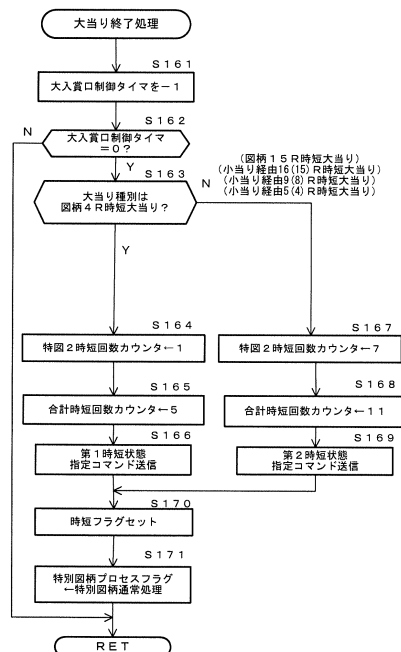 大当り終了処理
S161
大入賞口制御タイマを－1
S162
N
大入賞口制御タイマ
＝0？
Y
S163
大当り種別は
図柄4R時短大当り？
N
(図柄15R時短大当り)
(小当り経由16(15)R時短大当り)
(小当り経由9(8)R時短大当り)
(小当り経由5(4)R時短大当り)
Y
S164
特図2時短回数カウンタ←1
S167
特図2時短回数カウンタ←7
S165
合計時短回数カウンタ←5
S168
合計時短回数カウンタ←11
S166
第1時短状態
指定コマンド送信
S169
第2時短状態
指定コマンド送信
S170
時短フラグセット
S171
特別図柄プロセスフラグ
←特別図柄通常処理
RET